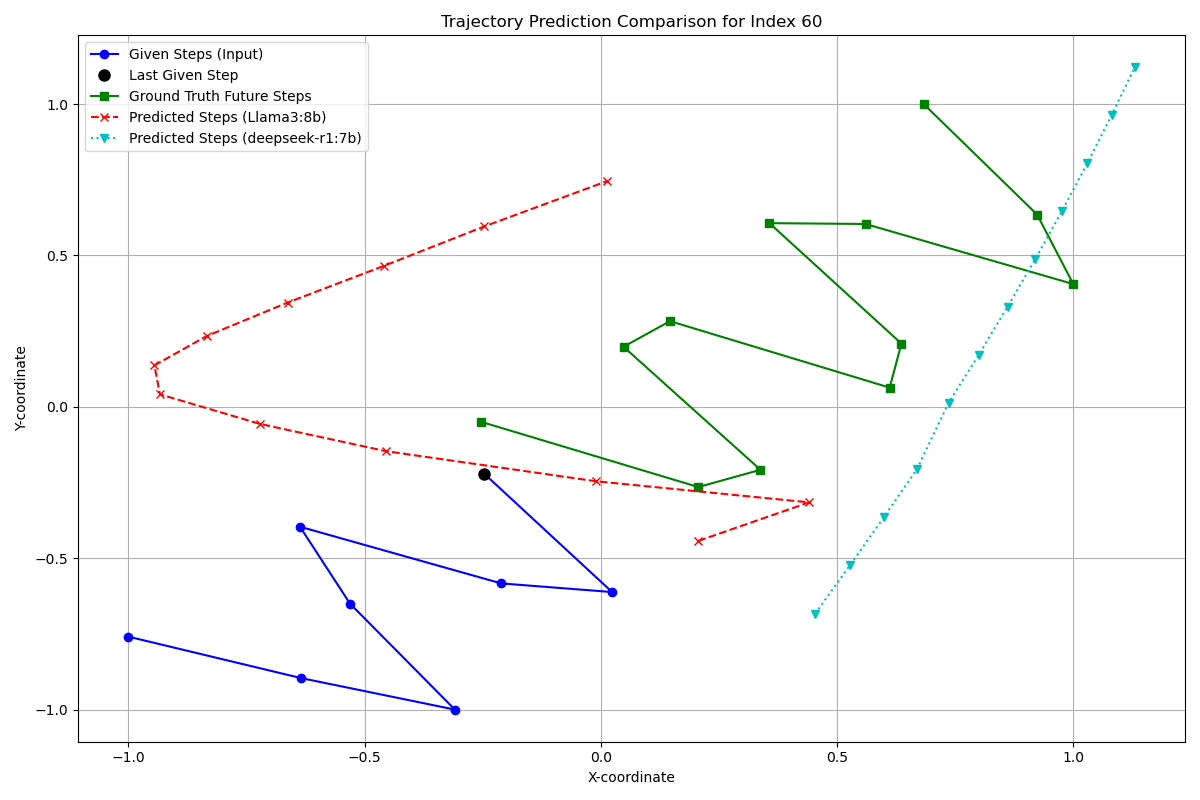 Trajectory Prediction Comparison for Index 60
Given Steps (Input)
Last Given Step
Ground Truth Future Steps
Predicted Steps (Llama3:8b)
Predicted Steps (deepseek-r1:7b)
Y-coordinate
1.0
0.5
0.0
−0.5
−1.0
−1.0
−0.5
0.0
0.5
1.0
X-coordinate